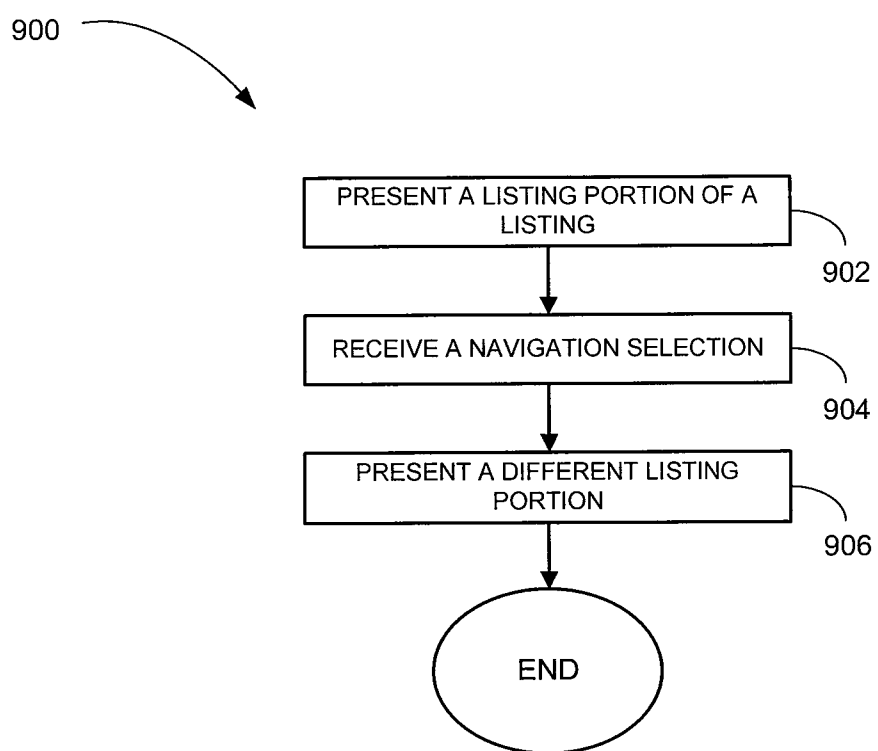 900
PRESENT A LISTING PORTION OF A
LISTING
902
RECEIVE A NAVIGATION SELECTION
904
PRESENT A DIFFERENT LISTING
PORTION
906
END